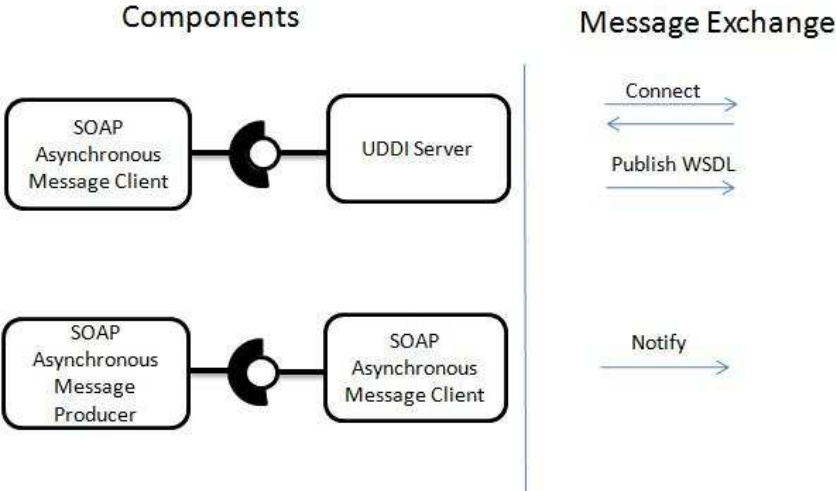 Components
Message Exchange
SOAP
Asynchronous
Message Client
UDDI Server
Connect
Publish WSDL
SOAP
Asynchronous
Message
Producer
SOAP
Asynchronous
Message Client
Notify